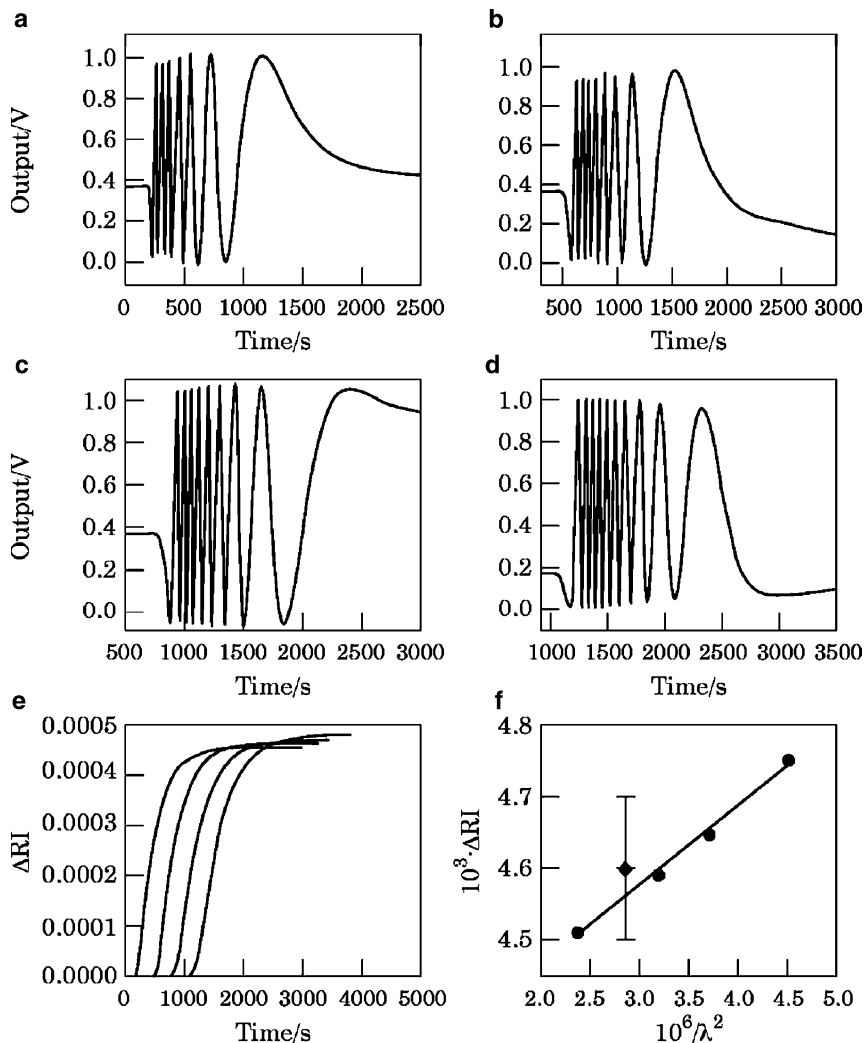 a
Output/V
1.0
0.8
0.6
0.4
0.2
0.0
0 500 1000 1500 2000 2500
Time/s
b
1.0
0.8
0.6
0.4
0.2
0.0
500 1000 1500 2000 2500 3000
Time/s
c
Output/V
1.0
0.8
0.6
0.4
0.2
0.0
500 1000 1500 2000 2500 3000
Time/s
d
1.0
0.8
0.6
0.4
0.2
0.0
1000 1500 2000 2500 3000 3500
Time/s
e
ΔRI
0.0005
0.0004
0.0003
0.0002
0.0001
0.0000
0 1000 2000 3000 4000 5000
Time/s
f
10³·ΔRI
4.8
4.7
4.6
4.5
2.0 2.5 3.0 3.5 4.0 4.5 5.0
10⁶/λ²